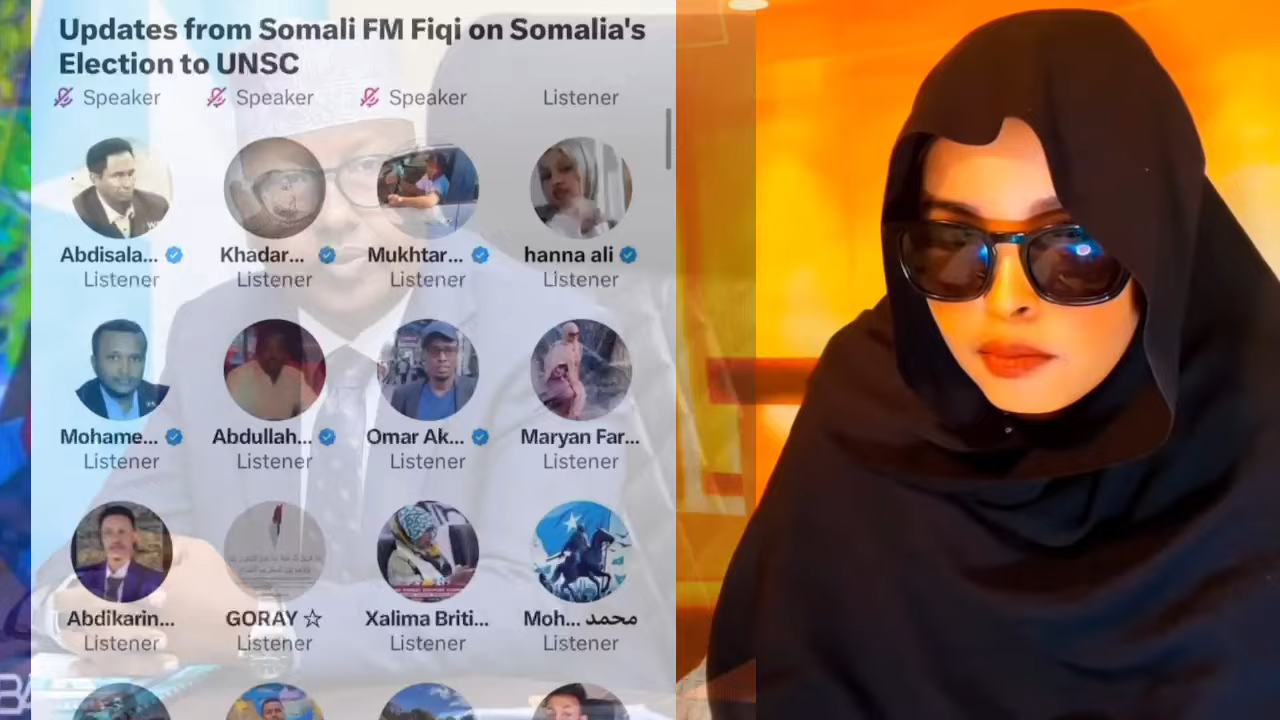 Updates from Somali FM Fiqi on Somalia's
Election to UNSC
Speaker Speaker Speaker Listener
Abdisala... Khadar... Mukhtar... hanna ali
Listener Listener Listener Listener
Mohame... Abdullah... Omar Ak... Maryan Far...
Listener Listener Listener Listener
Abdikarin... GORAY ☆ Xalima Briti... Moh... محمد
Listener Listener Listener Listener